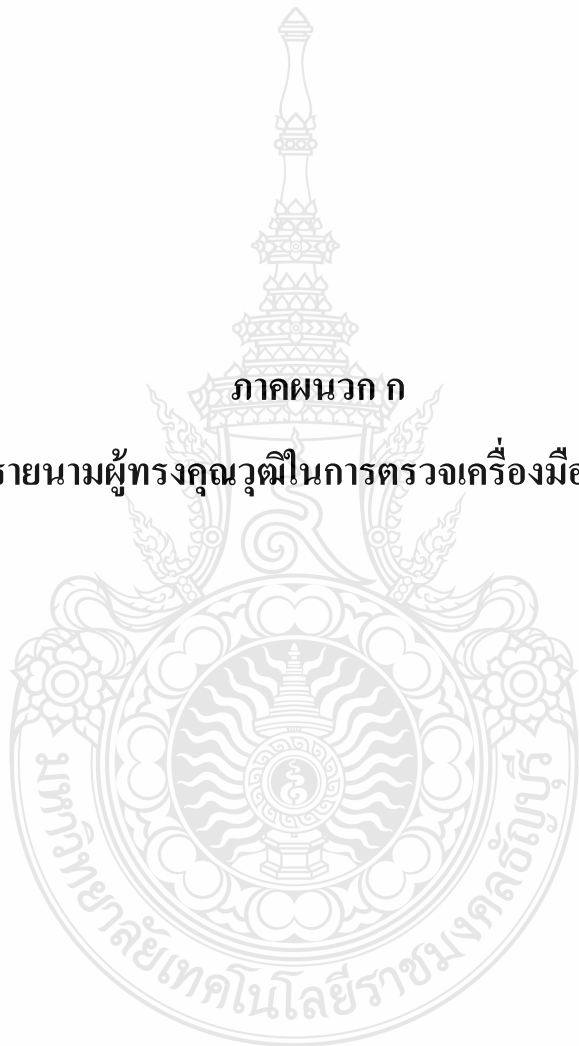 ภาคผนวก ก
รายนามผู้ทรงคุณวุฒิในการตรวจเครื่องมือ
มหาวิทยาลัยเทคโนโลยีราชมงคลธัญบุรี